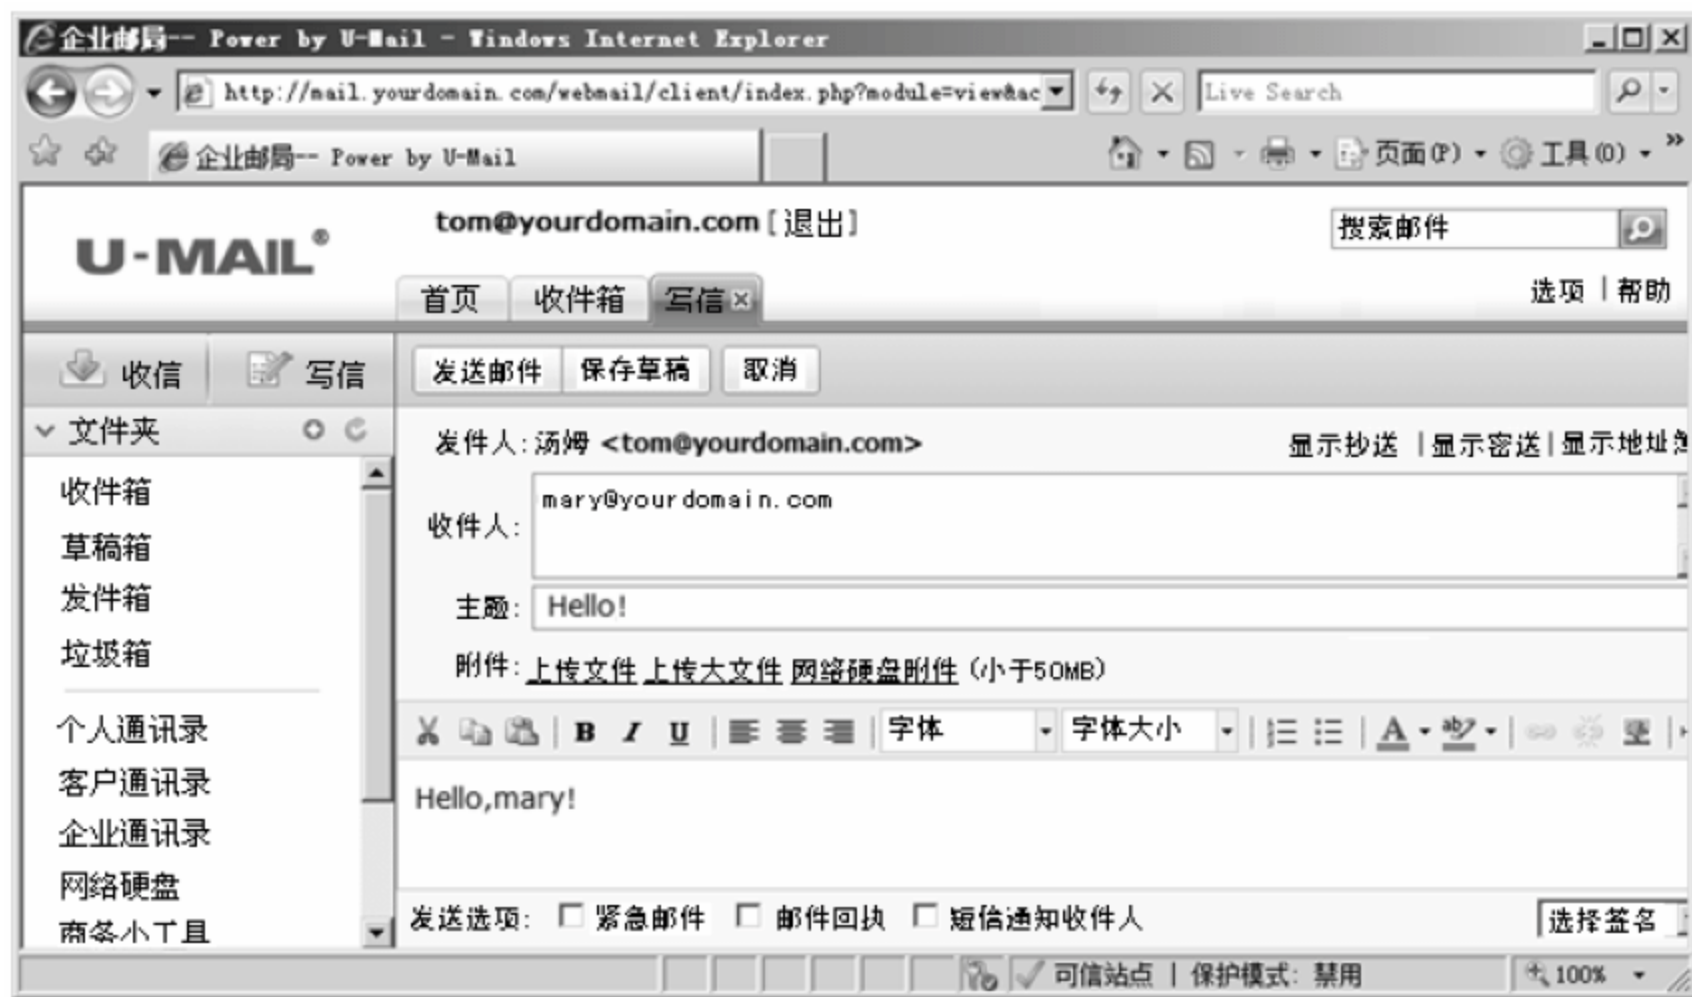 企业邮局-- Power by U-Mail - Windows Internet Explorer
http://mail.yourdomain.com/webmail/client/index.php?module=view&ac
Live Search
企业邮局-- Power by U-Mail
页面(P)
工具(O)
»
U-MAIL®
tom@yourdomain.com [退出]
搜索邮件
首页
收件箱
写信
选项 | 帮助
收信
写信
发送邮件
保存草稿
取消
文件夹
发件人: 汤姆 <tom@yourdomain.com>
显示抄送 | 显示密送 | 显示地址
收件箱
草稿箱
发件箱
垃圾箱
个人通讯录
客户通讯录
企业通讯录
网络硬盘
商务小工具
收件人: mary@yourdomain.com
主题: Hello!
附件: 上传文件 上传大文件 网络硬盘附件 (小于50MB)
B I U 字体 字体大小 A ab
Hello,mary!
发送选项: 紧急邮件 邮件回执 短信通知收件人
选择签名
可信站点 | 保护模式: 禁用
100%